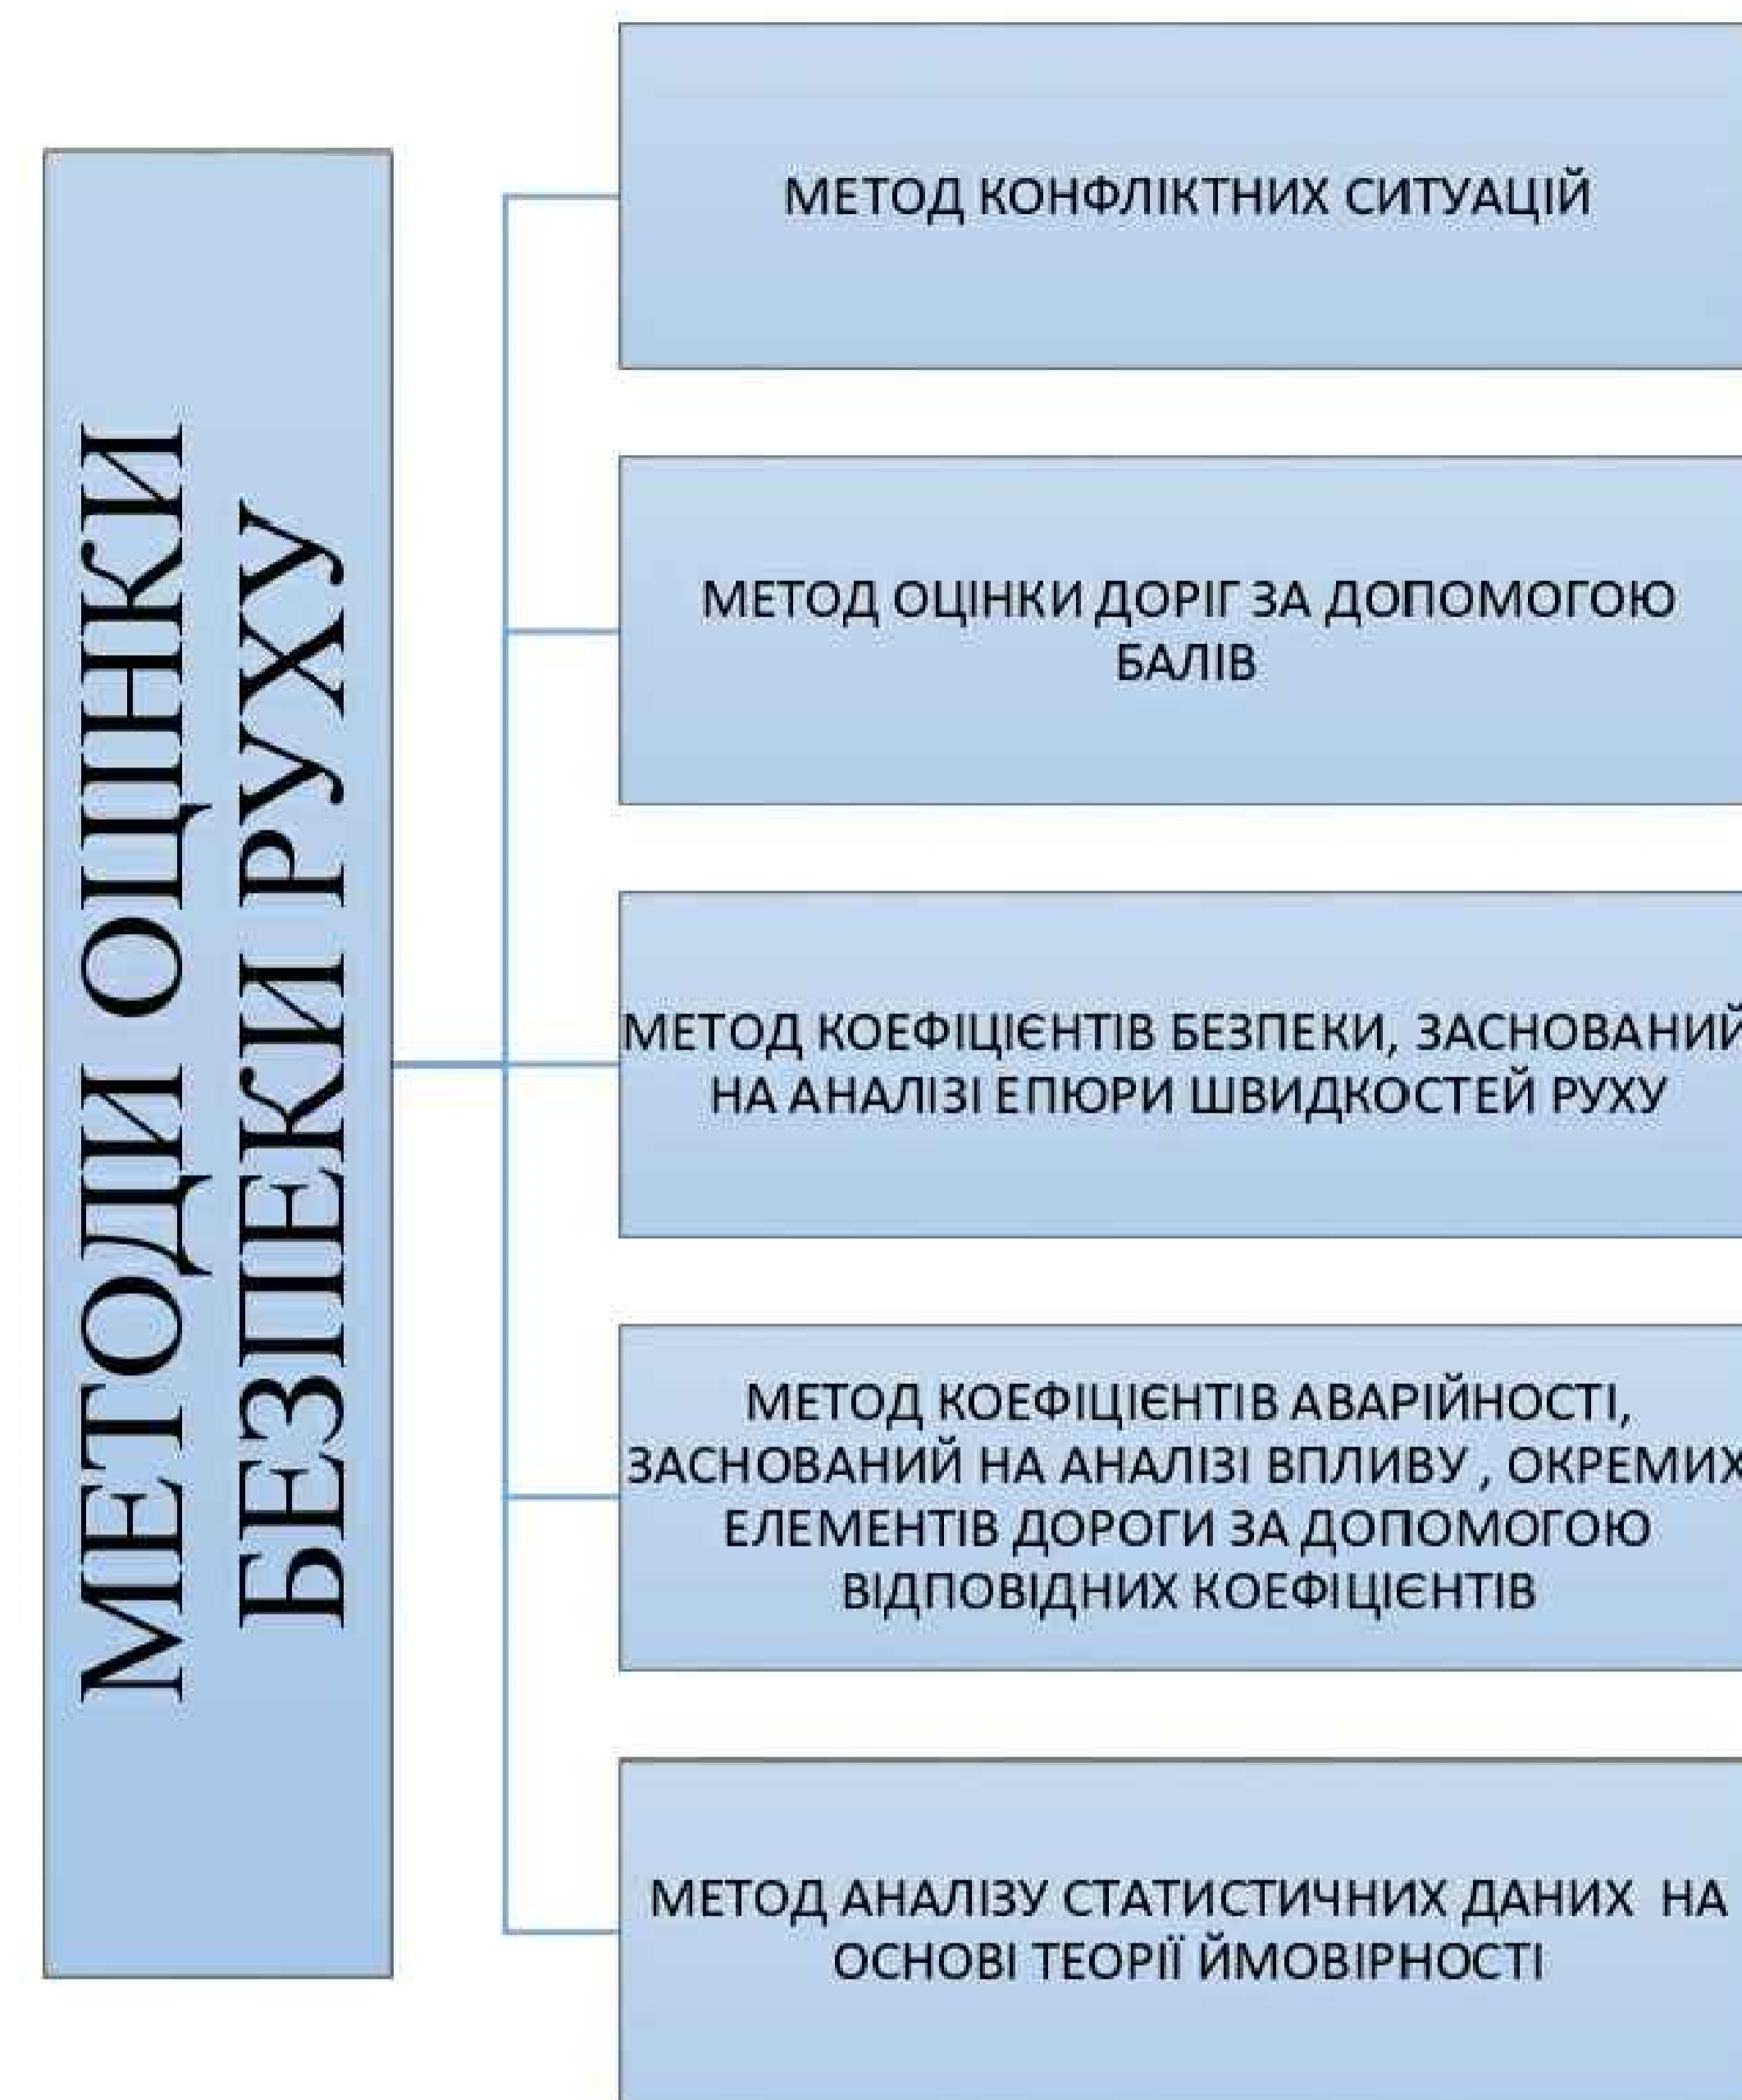 МЕТОДИ ОЦІНКИ
БЕЗПЕКИ РУХУ
МЕТОД КОНФЛІКТНИХ СИТУАЦІЙ
МЕТОД ОЦІНКИ ДОРІГ ЗА ДОПОМОГОЮ
БАЛІВ
МЕТОД КОЕФІЦІЄНТІВ БЕЗПЕКИ, ЗАСНОВАНИЙ
НА АНАЛІЗІ ЕПЮРИ ШВИДКОСТЕЙ РУХУ
МЕТОД КОЕФІЦІЄНТІВ АВАРІЙНОСТІ,
ЗАСНОВАНИЙ НА АНАЛІЗІ ВПЛИВУ , ОКРЕМИХ
ЕЛЕМЕНТІВ ДОРОГИ ЗА ДОПОМОГОЮ
ВІДПОВІДНИХ КОЕФІЦІЄНТІВ
МЕТОД АНАЛІЗУ СТАТИСТИЧНИХ ДАНИХ НА
ОСНОВІ ТЕОРІЇ ЙМОВІРНОСТІ